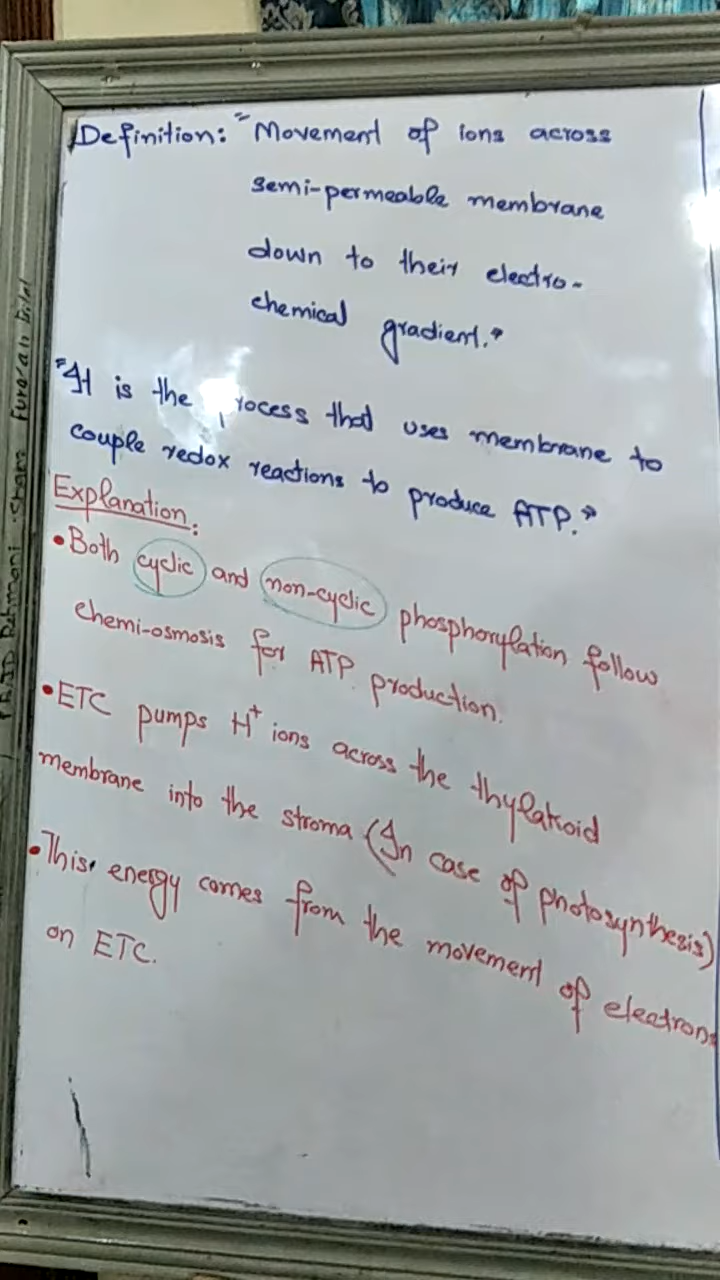 Definition: "Movement of ions across
semi-permeable membrane
down to their electro-
chemical gradient."
"It is the process that uses membrane to
couple redox reactions to produce ATP."
Explanation:
•Both cyclic and non-cyclic phosphorylation follow
chemi-osmosis for ATP production.
•ETC pumps H⁺ ions across the thylakoid
membrane into the stroma (In case of photosynthesis)
•This energy comes from the movement of electrons
on ETC.